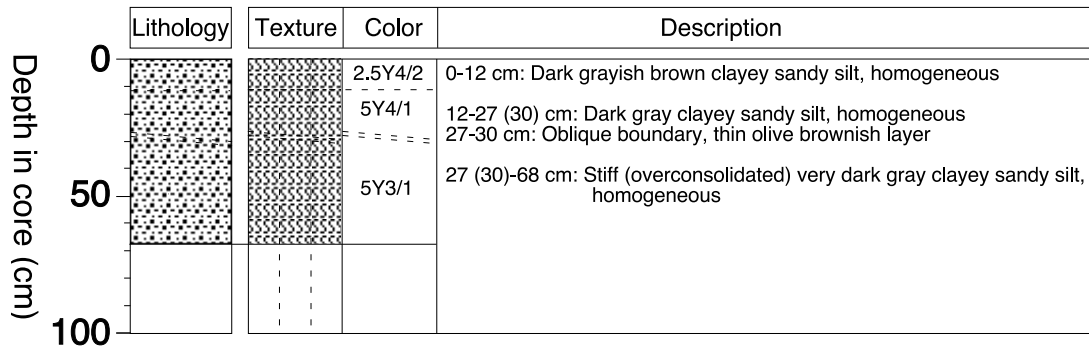 Lithology Texture Color Description
Depth in core (cm)
0
50
100
2.5Y4/2
5Y4/1
5Y3/1
0-12 cm: Dark grayish brown clayey sandy silt, homogeneous
12-27 (30) cm: Dark gray clayey sandy silt, homogeneous
27-30 cm: Oblique boundary, thin olive brownish layer
27 (30)-68 cm: Stiff (overconsolidated) very dark gray clayey sandy silt,
homogeneous